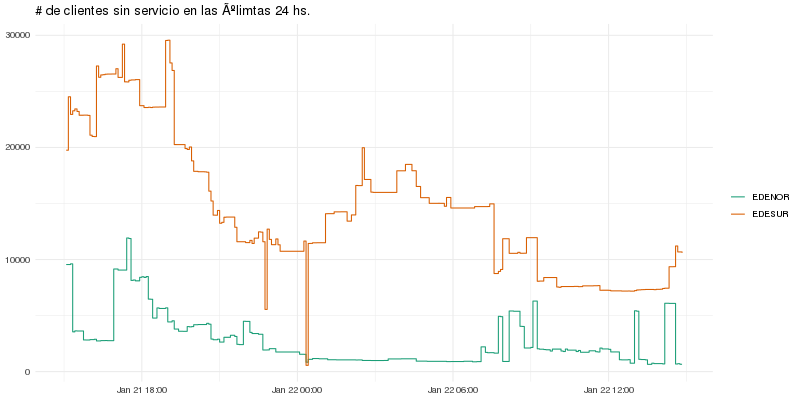 # de clientes sin servicio en las Ãºlimtas 24 hs.
30000
20000
10000
0
Jan 21 18:00
Jan 22 00:00
Jan 22 06:00
Jan 22 12:00
EDENOR
EDESUR